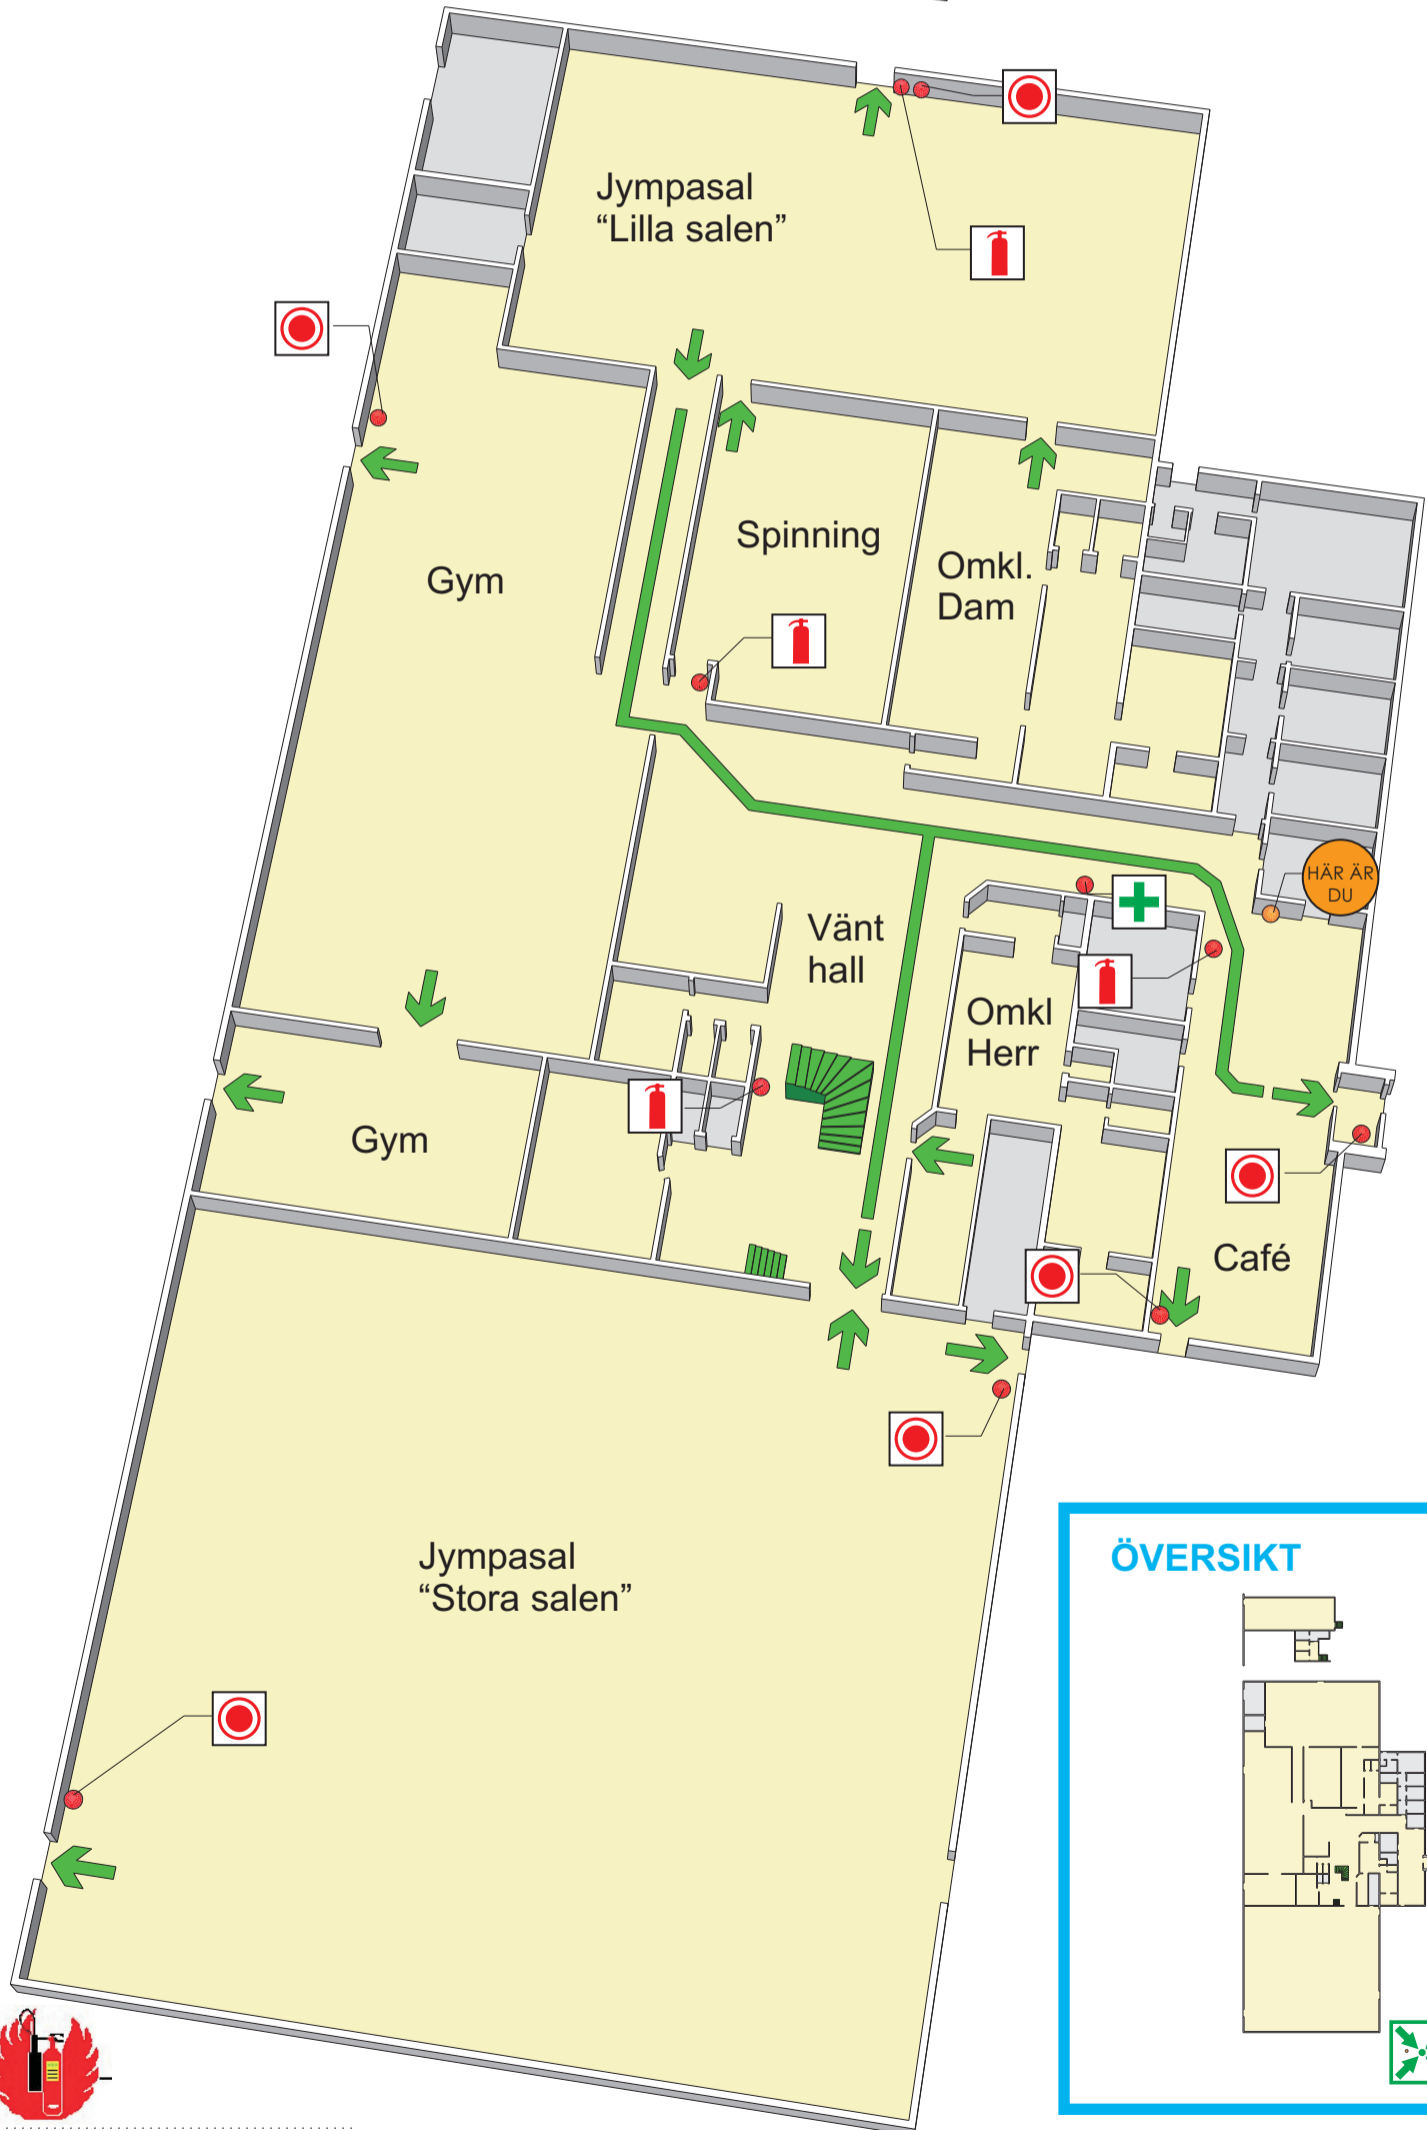 Jympasal
“Lilla salen”
Spinning
Omkl.
Dam
Gym
HÄR ÄR
DU
Vänt
hall
Omkl
Herr
Gym
Café
Jympasal
“Stora salen”
ÖVERSIKT